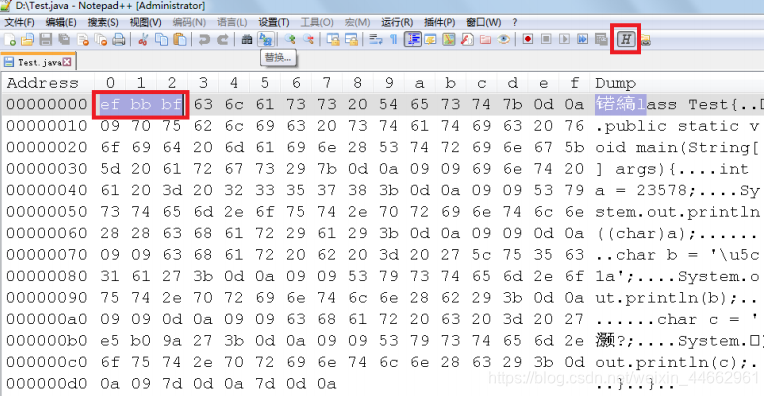 D:\Test.java - Notepad++ [Administrator]
文件(F) 编辑(E) 搜索(S) 视图(V) 编码(N) 语言(L) 设置(T) 工具(O) 宏(M) 运行(R) 插件(P) 窗口(W) ?
替换...
H
Test.java
Address 0 1 2 3 4 5 6 7 8 9 a b c d e f Dump
00000000 ef bb bf 63 6c 61 73 73 20 54 65 73 74 7b 0d 0a 锘縞lass Test{..
00000010 09 70 75 62 6c 69 63 20 73 74 61 74 69 63 20 76 .public static v
00000020 6f 69 64 20 6d 61 69 6e 28 53 74 72 69 6e 67 5b oid main(String[
00000030 5d 20 61 72 67 73 29 7b 0d 0a 09 09 69 6e 74 20 ] args){....int
00000040 61 20 3d 20 32 33 35 37 38 3b 0d 0a 09 09 53 79 a = 23578;....Sy
00000050 73 74 65 6d 2e 6f 75 74 2e 70 72 69 6e 74 6c 6e stem.out.println
00000060 28 28 63 68 61 72 29 61 29 3b 0d 0a 09 09 0d 0a ((char)a);......
00000070 09 09 63 68 61 72 20 62 20 3d 20 27 5c 75 35 63 ..char b = '\u5c
00000080 31 61 27 3b 0d 0a 09 09 53 79 73 74 65 6d 2e 6f 1a';....System.o
00000090 75 74 2e 70 72 69 6e 74 6c 6e 28 62 29 3b 0d 0a ut.println(b);..
000000a0 09 09 0d 0a 09 09 63 68 61 72 20 63 20 3d 20 27 ......char c = '
000000b0 e5 b0 9a 27 3b 0d 0a 09 09 53 79 73 74 65 6d 2e 灏?;....System.
000000c0 6f 75 74 2e 70 72 69 6e 74 6c 6e 28 63 29 3b 0d out.println(c);.
000000d0 0a 09 7d 0d 0a 7d 0d 0a ..}..}..
https://blog.csdn.net/weixin_44662961